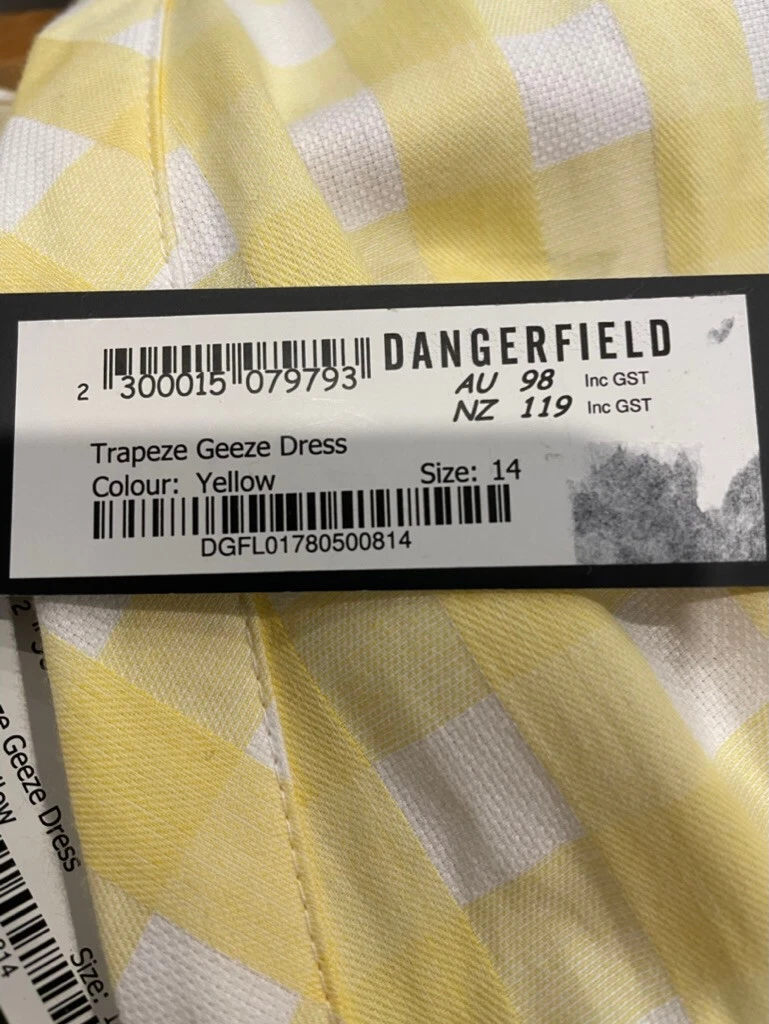 DANGERFIELD
2 300015 079793
AU 98 Inc GST
NZ 119 Inc GST
Trapeze Geeze Dress
Colour: Yellow Size: 14
DGFL01780500814
Geeze Dress
Size: